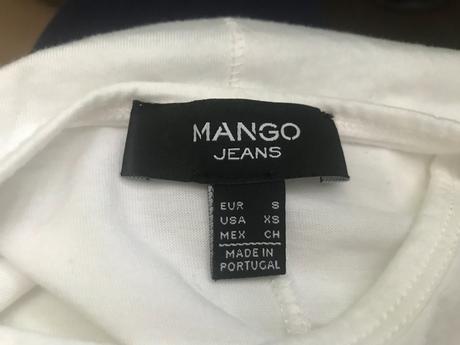 MANGO
JEANS
EUR S
USA XS
MEX CH
MADE IN
PORTUGAL